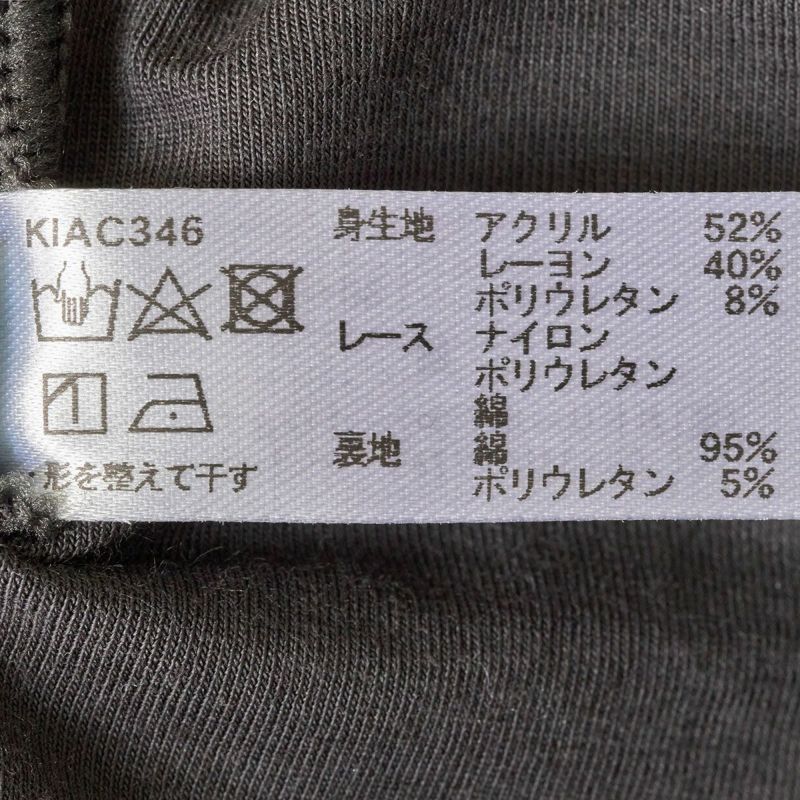 KIAC346
・形を整えて干す
身生地 アクリル 52%
レーヨン 40%
ポリウレタン 8%
レース ナイロン
ポリウレタン
綿
裏地 綿 95%
ポリウレタン 5%